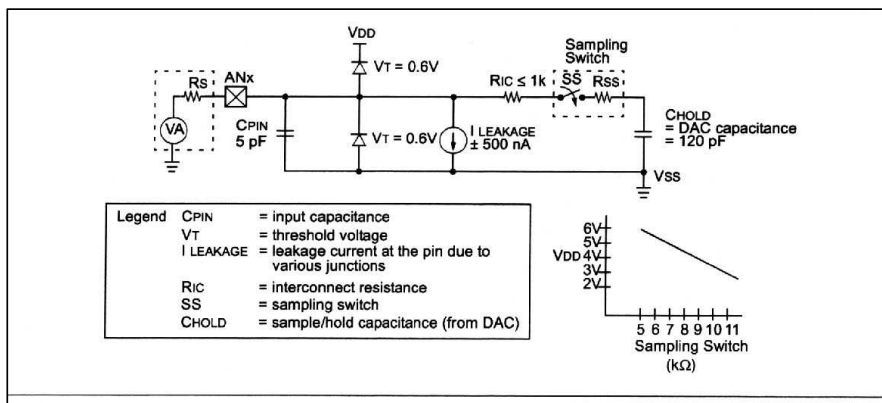 VDD
Sampling
Switch
VT = 0.6V
RS
ANx
RIC ≤ 1k
SS
RSS
VA
CPIN
5 pF
VT = 0.6V
I LEAKAGE
± 500 nA
CHOLD
= DAC capacitance
= 120 pF
VSS
Legend CPIN = input capacitance
VT = threshold voltage
I LEAKAGE = leakage current at the pin due to
various junctions
RIC = interconnect resistance
SS = sampling switch
CHOLD = sample/hold capacitance (from DAC)
6V
5V
VDD 4V
3V
2V
5 6 7 8 9 10 11
Sampling Switch
(kΩ)